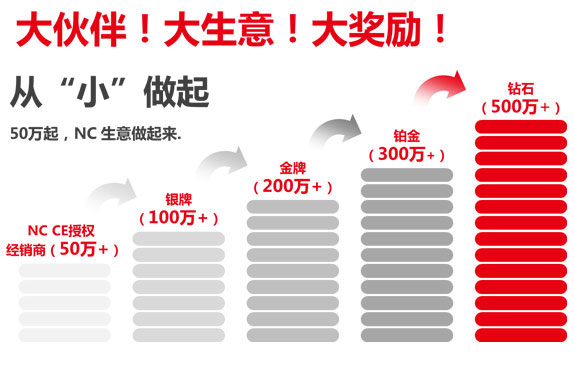 大伙伴！大生意！大奖励！
从“小”做起
50万起，NC 生意做起来.
NC CE授权
经销商（50万＋）
银牌
（100万＋）
金牌
（200万＋）
铂金
（300万＋）
钻石
（500万＋）